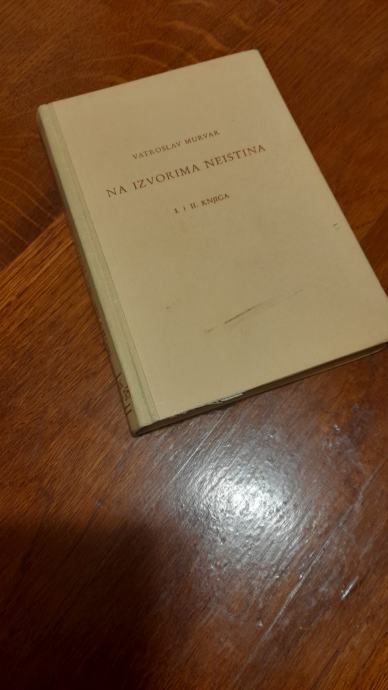 VATROSLAV MURVAR
NA IZVORIMA NEISTINA
I. i II. KNJIGA